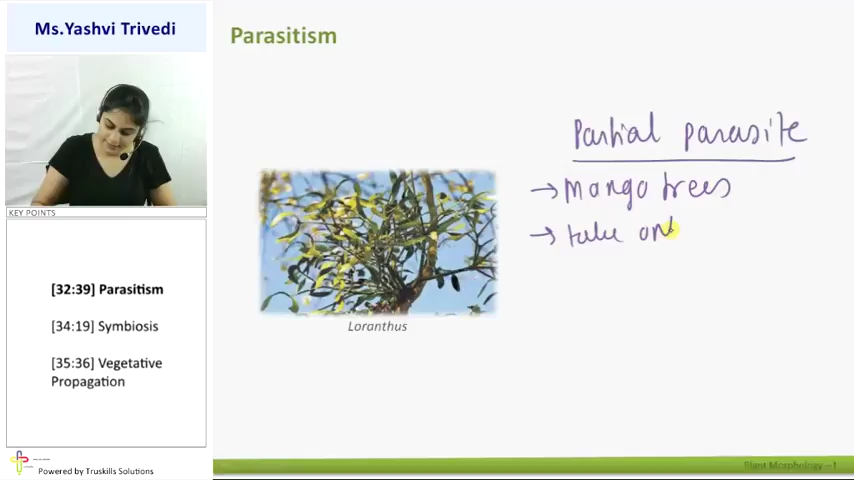 Ms.Yashvi Trivedi
Parasitism
Partial parasite
→ Mango trees
→ take onl
KEY POINTS
[32:39] Parasitism
[34:19] Symbiosis
[35:36] Vegetative
Propagation
Loranthus
Powered by Truskills Solutions
Plant Morphology – I